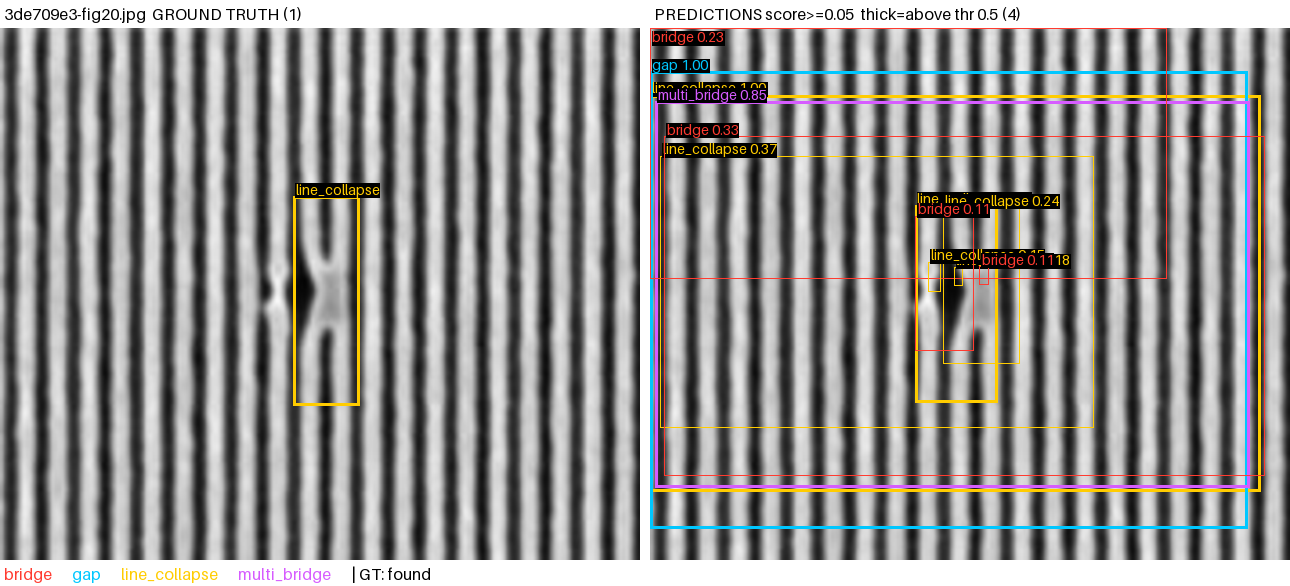 3de709e3-fig20.jpg  GROUND TRUTH (1)
PREDICTIONS score>=0.05  thick=above thr 0.5 (4)
bridge 0.23
gap 1.00
line_collapse 1.00
multi_bridge 0.85
bridge 0.33
line_collapse 0.37
line_collapse
line_collapse 0.24
bridge 0.11
bridge 0.11
bridge gap line_collapse multi_bridge | GT: found